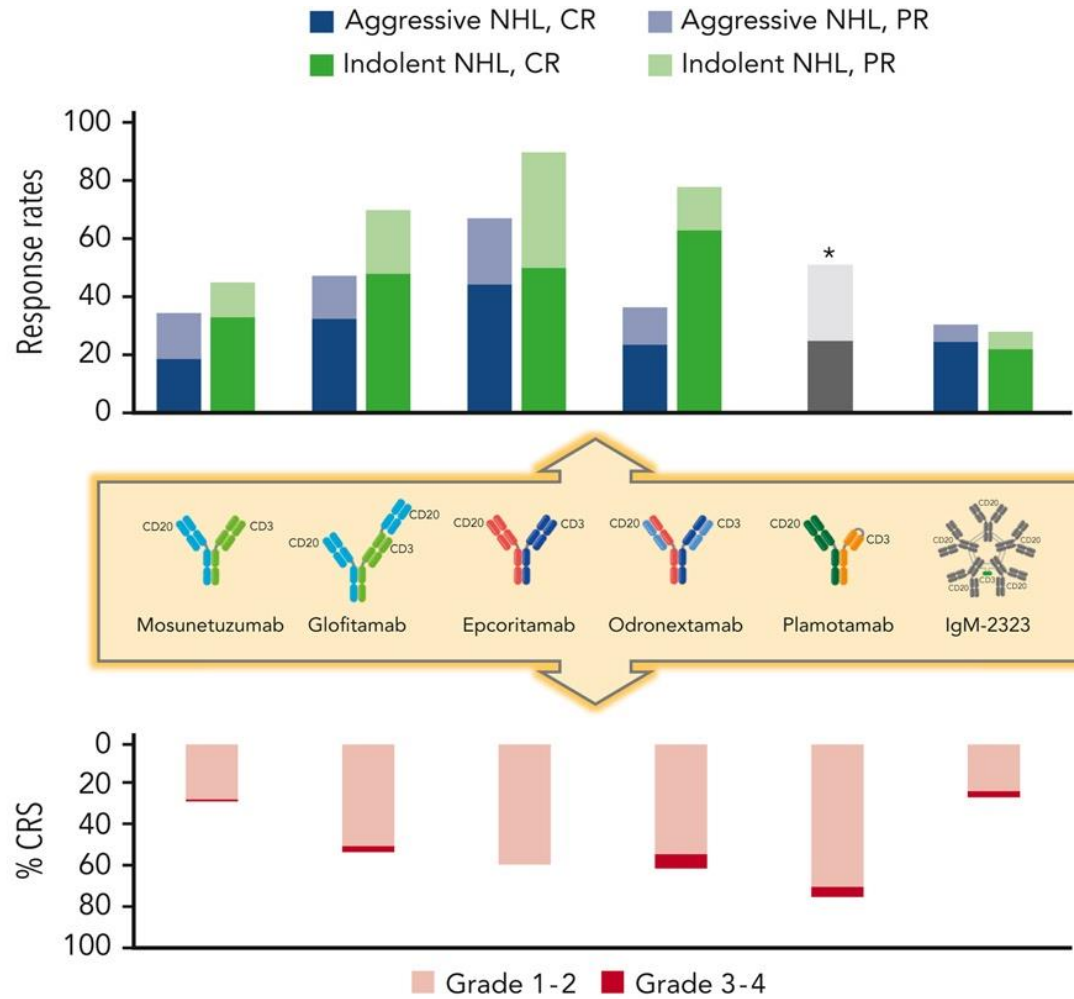 Aggressive NHL, CR Aggressive NHL, PR
Indolent NHL, CR Indolent NHL, PR
Response rates
100
80
60
40
20
0
*
CD20 CD3
CD20 CD20 CD3
CD20 CD3
CD20 CD3
CD20 CD3
CD20 CD20 CD20 CD3 CD20 CD20
Mosunetuzumab Glofitamab Epcoritamab Odronextamab Plamotamab IgM-2323
% CRS
0
20
40
60
80
100
Grade 1-2 Grade 3-4